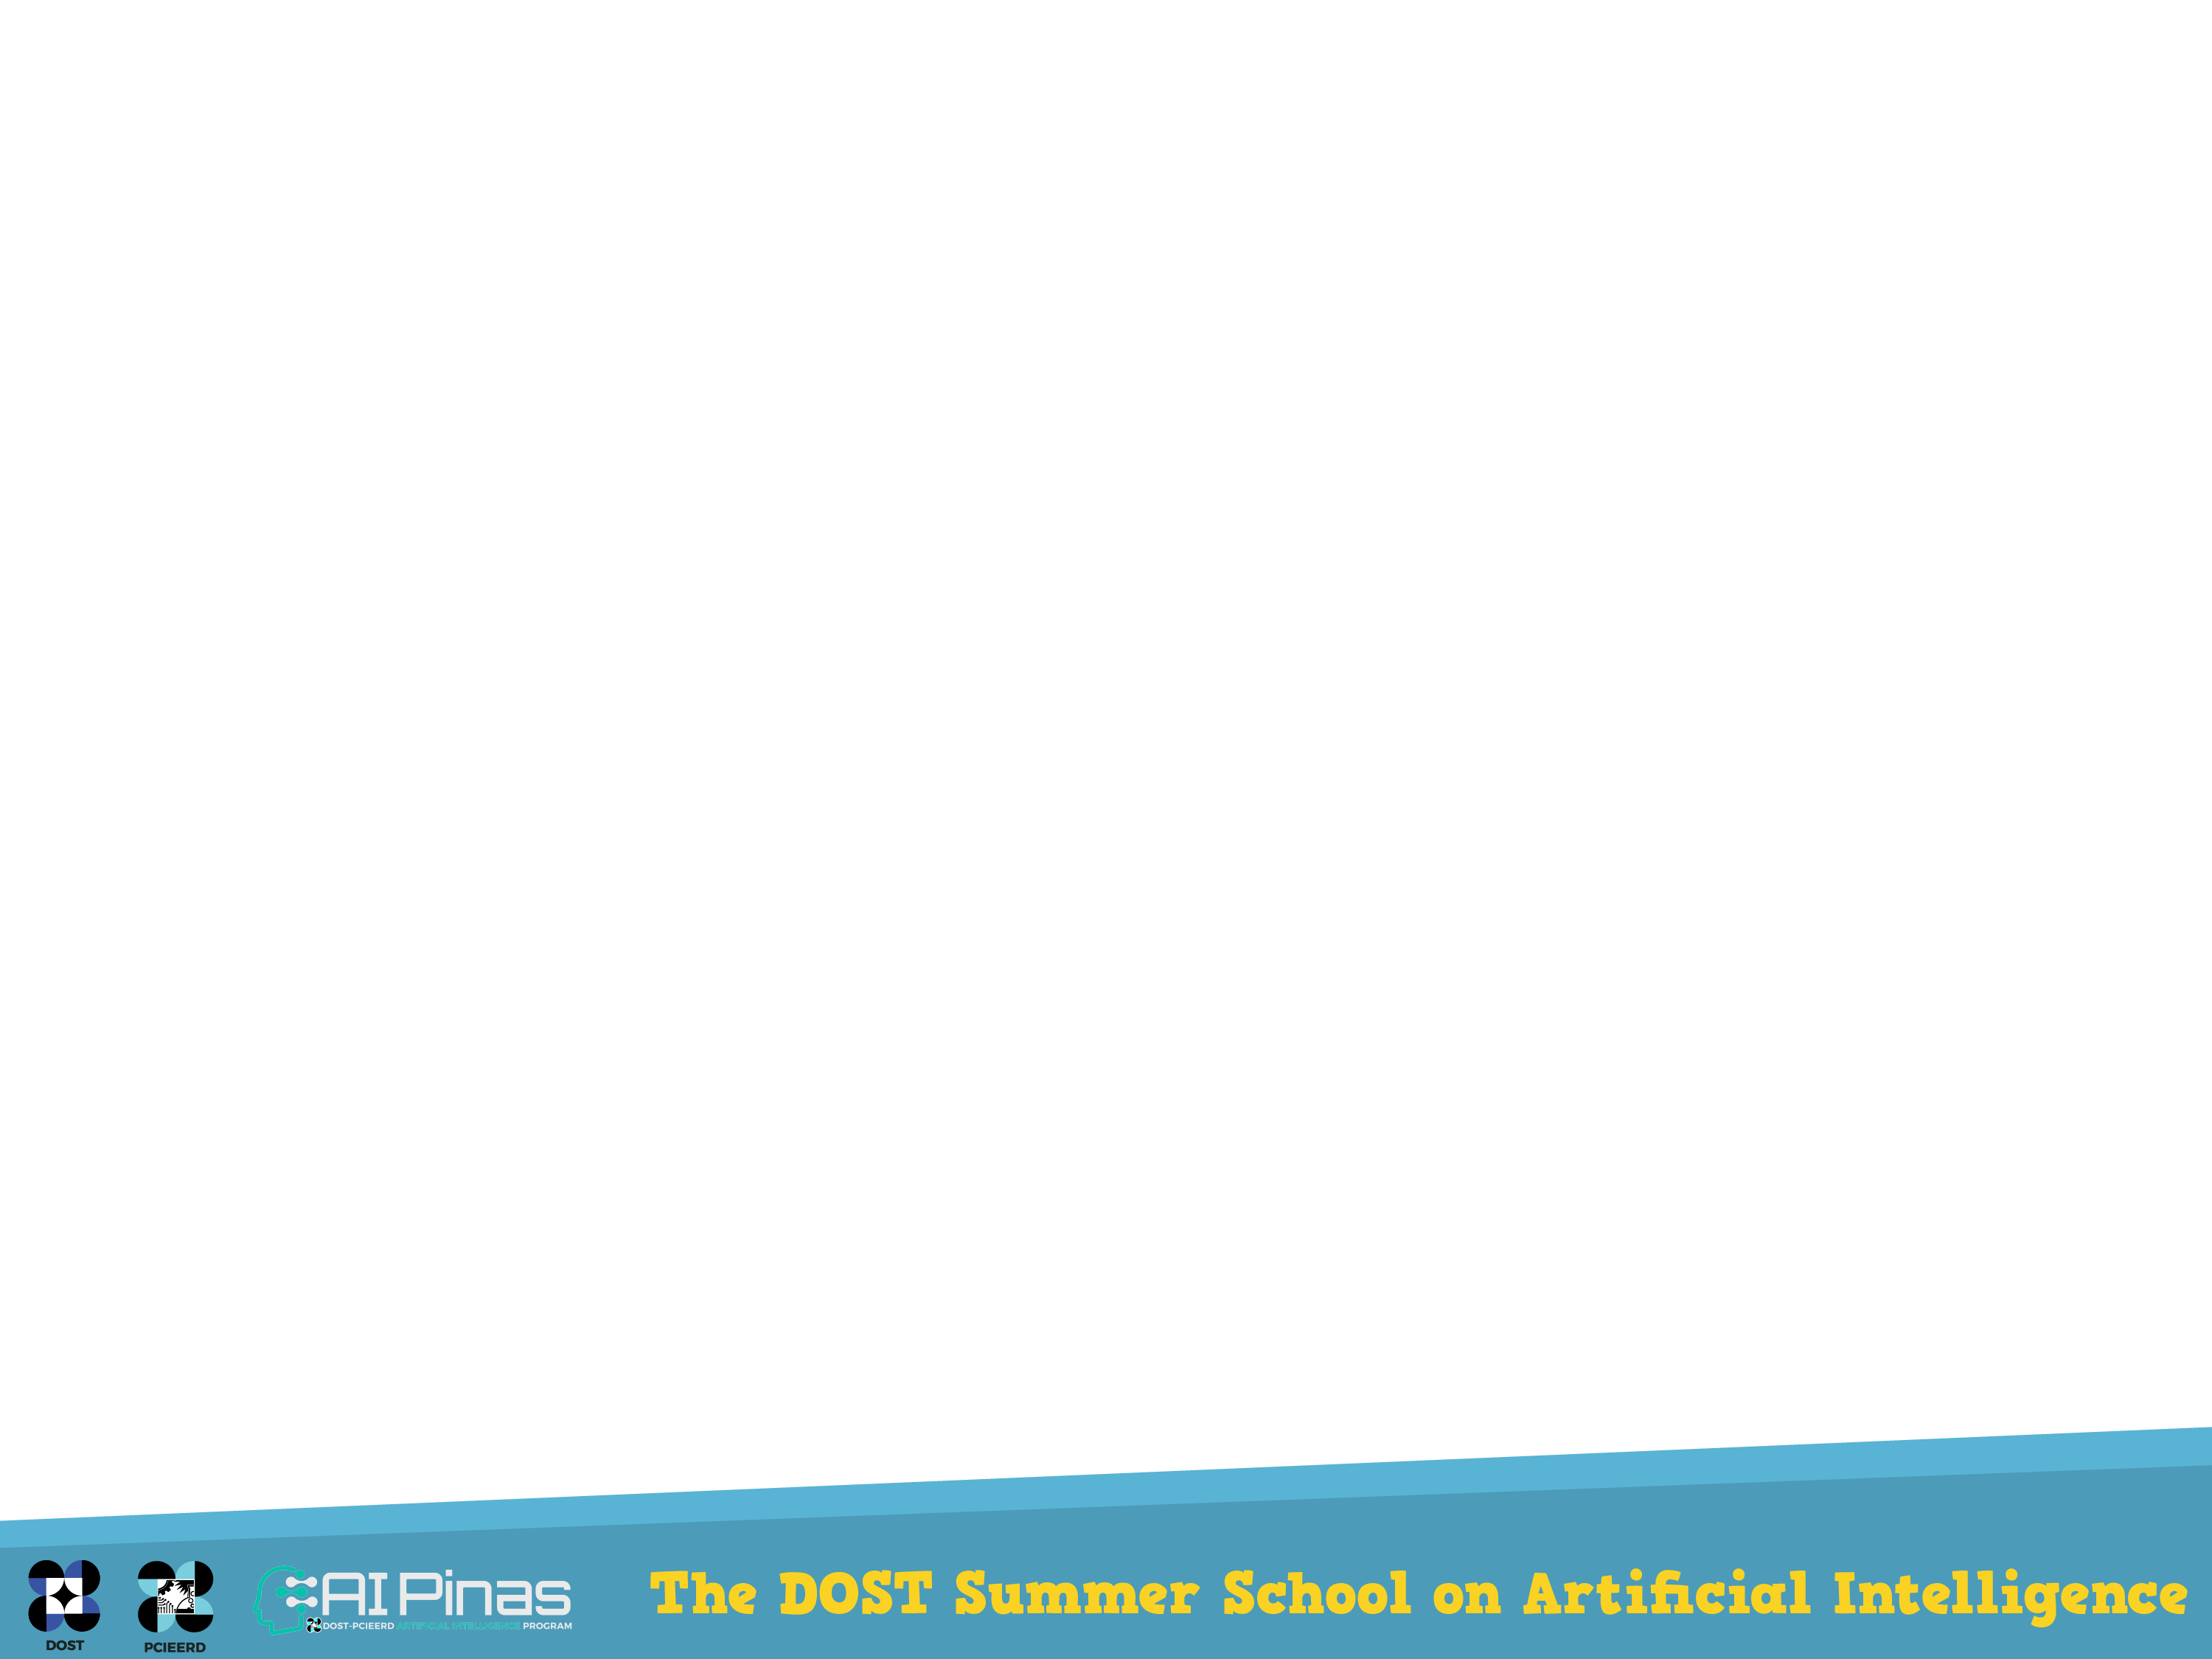 AI Pinas
The DOST Summer School on Artificial Intelligence
DOST-PCIEERD ARTIFICIAL INTELLIGENCE PROGRAM
DOST
PCIEERD